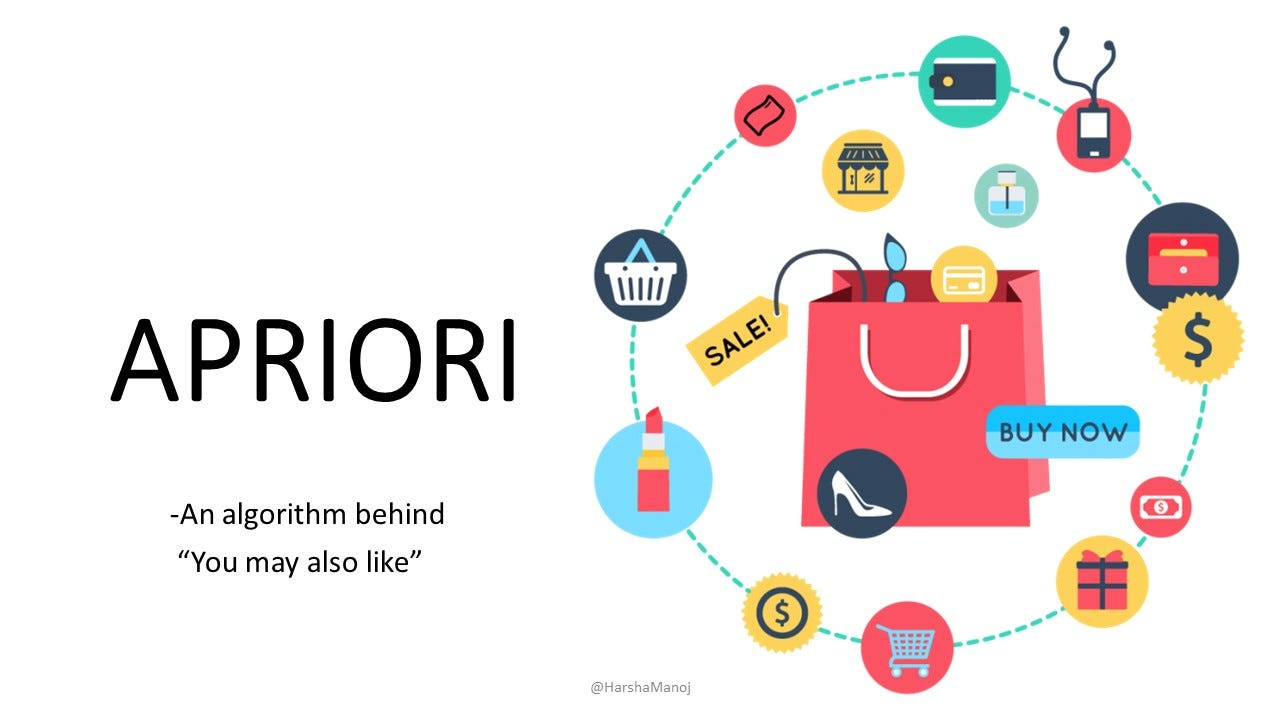 APRIORI
-An algorithm behind
“You may also like”
SALE!
BUY NOW
$
$
$
@HarshaManoj